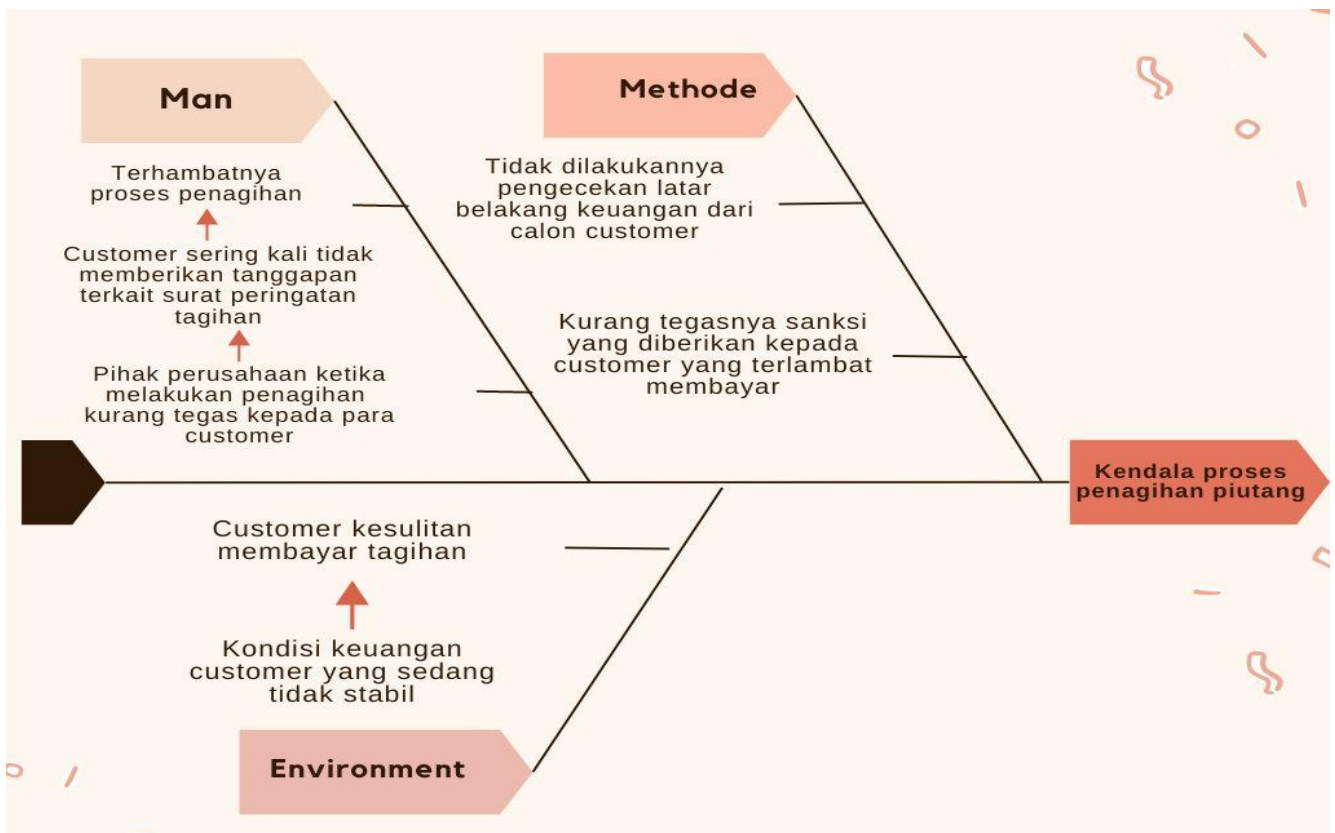 Man
Terhambatnya
proses penagihan
Customer sering kali tidak
memberikan tanggapan
terkait surat peringatan
tagihan
Pihak perusahaan ketika
melakukan penagihan
kurang tegas kepada para
customer
Methode
Tidak dilakukannya
pengecekan latar
belakang keuangan dari
calon customer
Kurang tegasnya sanksi
yang diberikan kepada
customer yang terlambat
membayar
Kendala proses
penagihan piutang
Customer kesulitan
membayar tagihan
Kondisi keuangan
customer yang sedang
tidak stabil
Environment